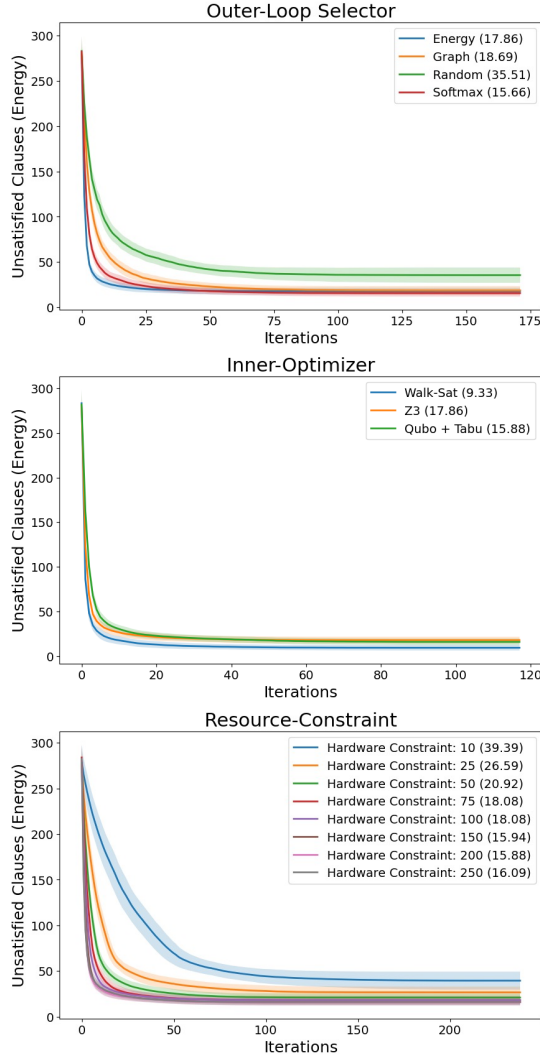 Outer-Loop Selector
Unsatisfied Clauses (Energy)
300
250
200
150
100
50
0
Energy (17.86)
Graph (18.69)
Random (35.51)
Softmax (15.66)
0 25 50 75 100 125 150 175
Iterations
Inner-Optimizer
Unsatisfied Clauses (Energy)
300
250
200
150
100
50
0
Walk-Sat (9.33)
Z3 (17.86)
Qubo + Tabu (15.88)
0 20 40 60 80 100 120
Iterations
Resource-Constraint
Unsatisfied Clauses (Energy)
300
250
200
150
100
50
0
Hardware Constraint: 10 (39.39)
Hardware Constraint: 25 (26.59)
Hardware Constraint: 50 (20.92)
Hardware Constraint: 75 (18.08)
Hardware Constraint: 100 (18.08)
Hardware Constraint: 150 (15.94)
Hardware Constraint: 200 (15.88)
Hardware Constraint: 250 (16.09)
0 50 100 150 200
Iterations